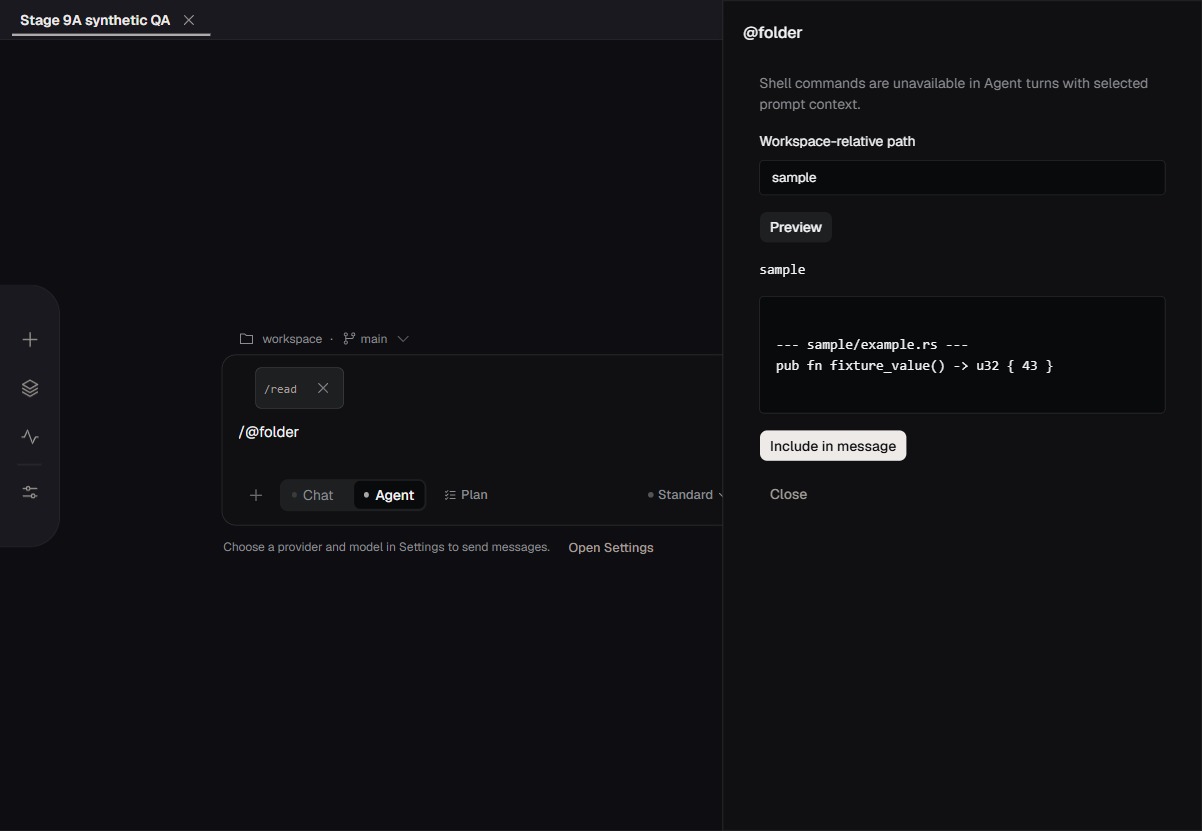 Stage 9A synthetic QA
workspace · main
/read
/@folder
Chat Agent Plan Standard
Choose a provider and model in Settings to send messages. Open Settings
@folder
Shell commands are unavailable in Agent turns with selected
prompt context.
Workspace-relative path
sample
Preview
sample
--- sample/example.rs ---
pub fn fixture_value() -> u32 { 43 }
Include in message
Close